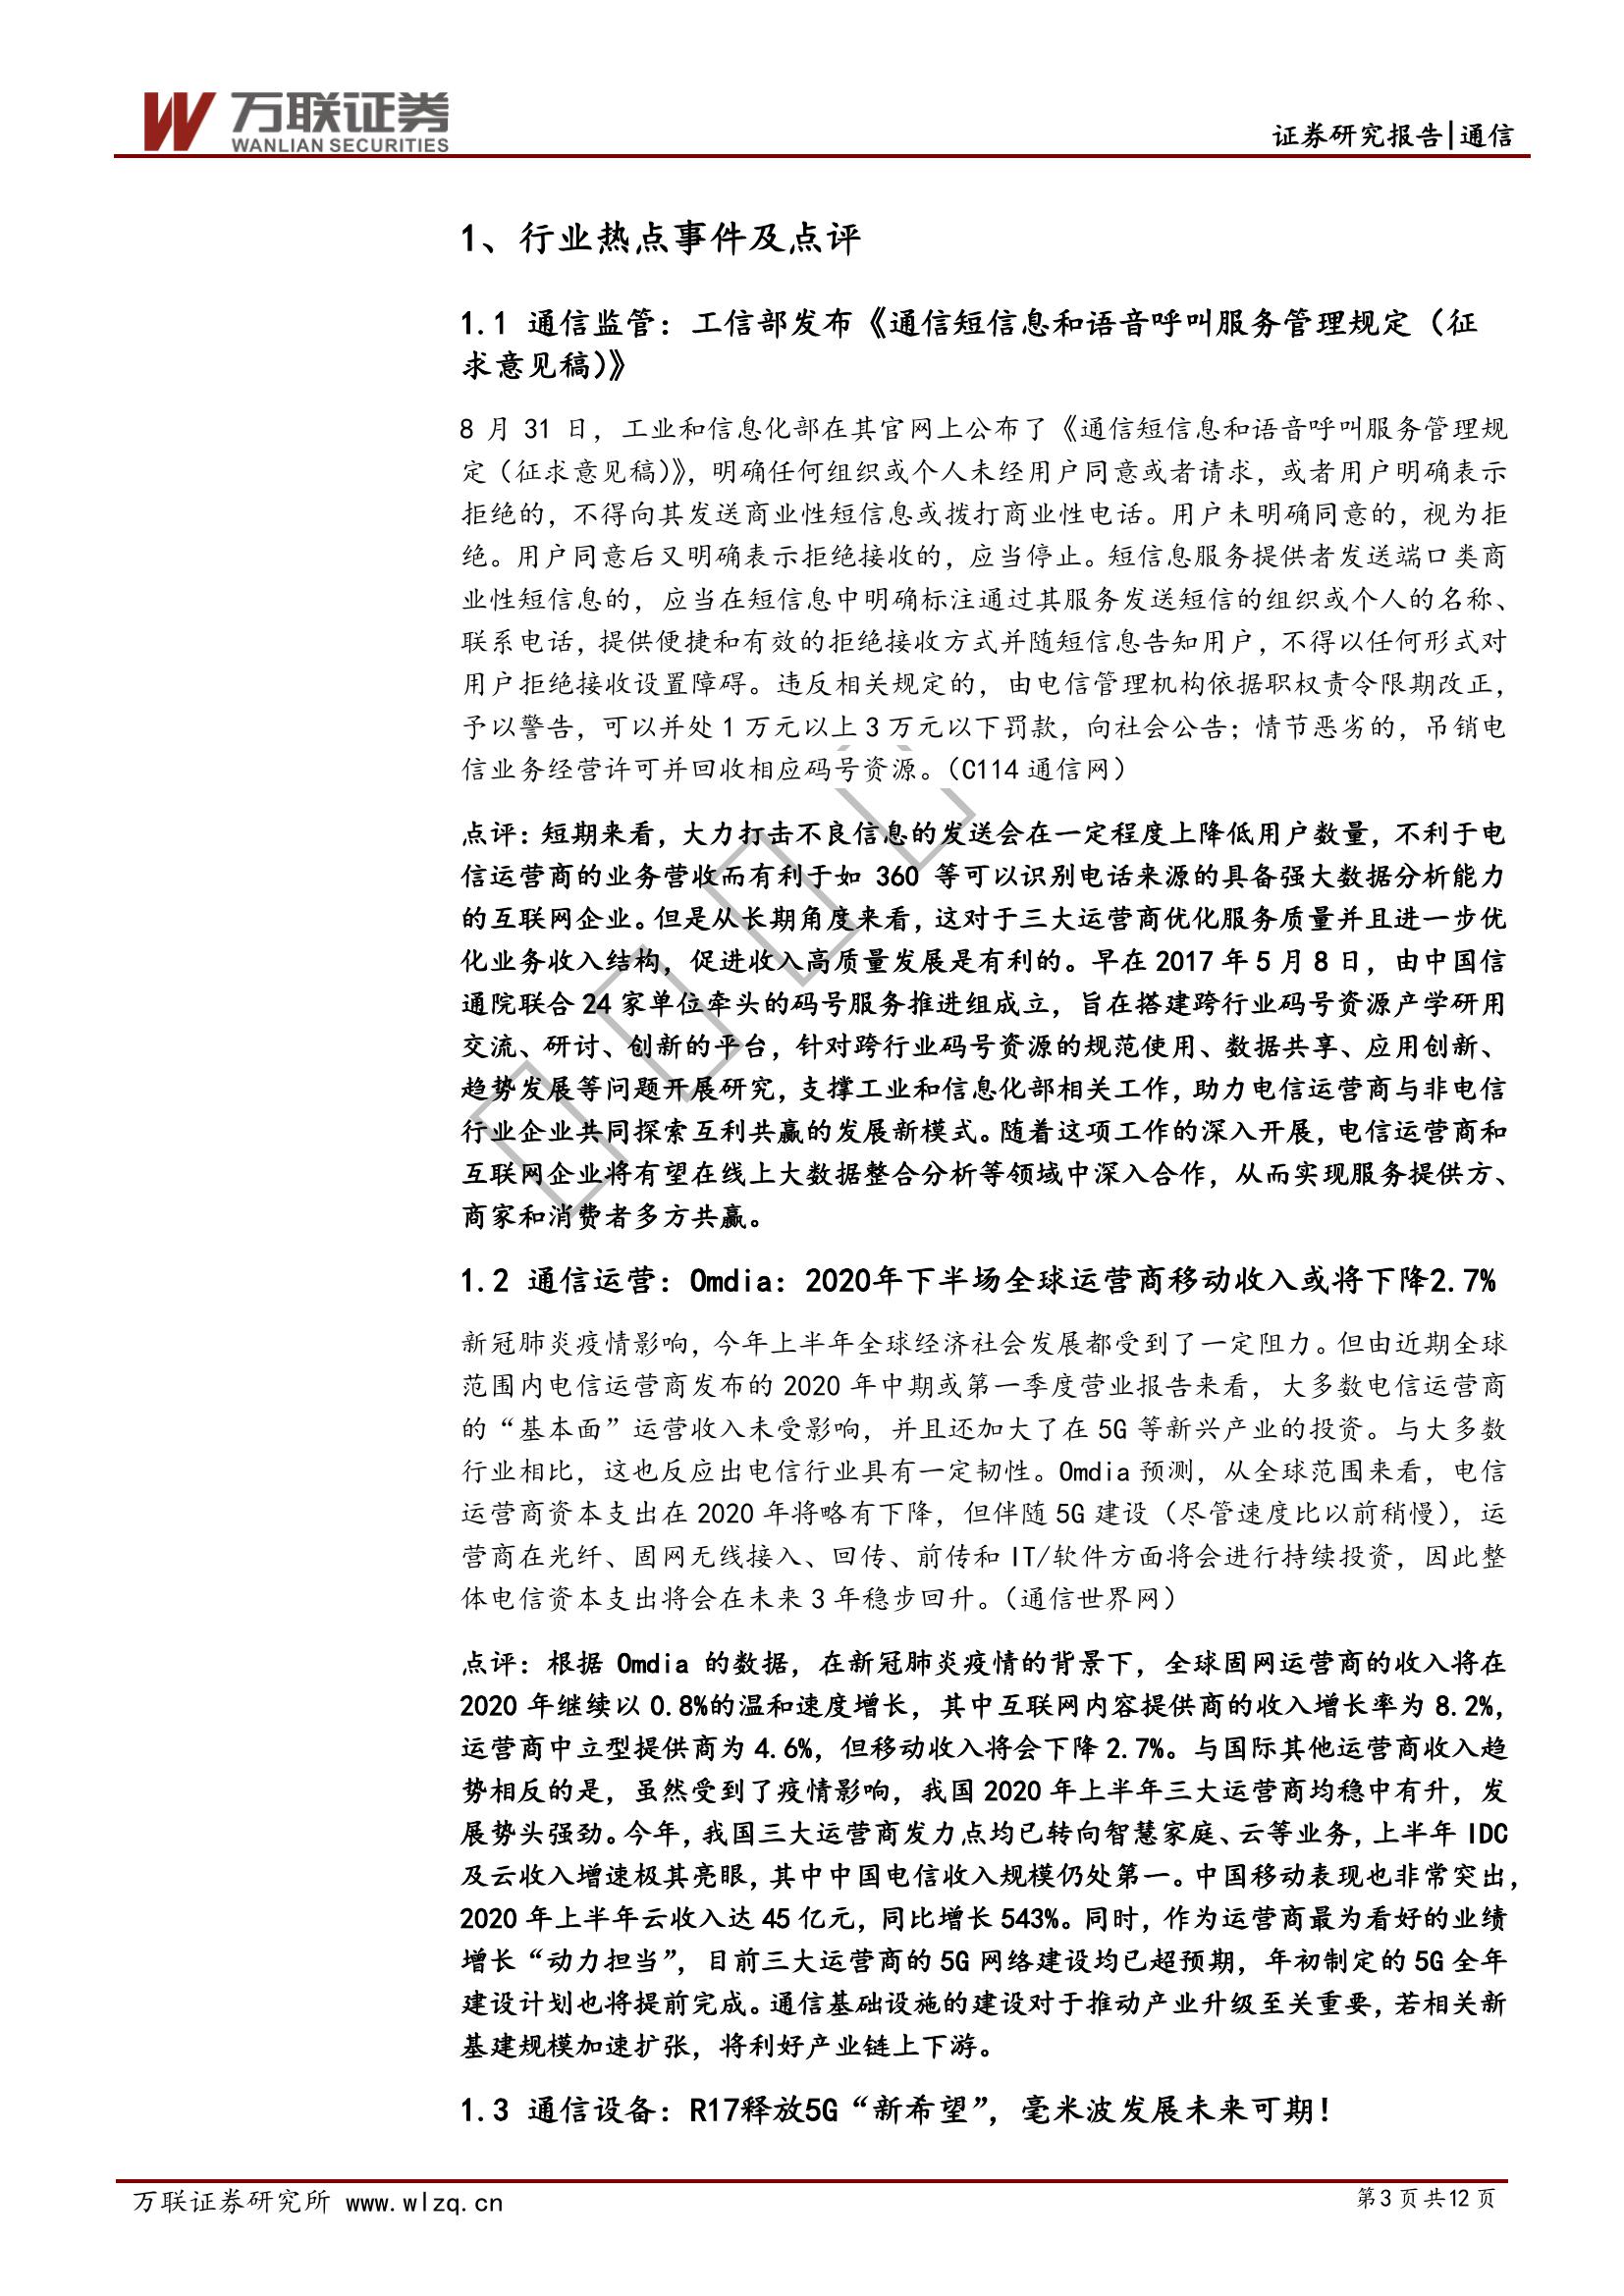 万联证券
WANLIAN SECURITIES
证券研究报告|通信
1、行业热点事件及点评
1.1 通信监管：工信部发布《通信短信息和语音呼叫服务管理规定（征
求意见稿）》
8 月 31 日，工业和信息化部在其官网上公布了《通信短信息和语音呼叫服务管理规
定（征求意见稿）》，明确任何组织或个人未经用户同意或者请求，或者用户明确表示
拒绝的，不得向其发送商业性短信息或拨打商业性电话。用户未明确同意的，视为拒
绝。用户同意后又明确表示拒绝接收的，应当停止。短信息服务提供者发送端口类商
业性短信息的，应当在短信息中明确标注通过其服务发送短信的组织或个人的名称、
联系电话，提供便捷和有效的拒绝接收方式并随短信息告知用户，不得以任何形式对
用户拒绝接收设置障碍。违反相关规定的，由电信管理机构依据职权责令限期改正，
予以警告，可以并处 1 万元以上 3 万元以下罚款，向社会公告；情节恶劣的，吊销电
信业务经营许可并回收相应码号资源。（C114 通信网）
点评：短期来看，大力打击不良信息的发送会在一定程度上降低用户数量，不利于电
信运营商的业务营收而有利于如 360 等可以识别电话来源的具备强大数据分析能力
的互联网企业。但是从长期角度来看，这对于三大运营商优化服务质量并且进一步优
化业务收入结构，促进收入高质量发展是有利的。早在 2017 年 5 月 8 日，由中国信
通院联合 24 家单位牵头的码号服务推进组成立，旨在搭建跨行业码号资源产学研用
交流、研讨、创新的平台，针对跨行业码号资源的规范使用、数据共享、应用创新、
趋势发展等问题开展研究，支撑工业和信息化部相关工作，助力电信运营商与非电信
行业企业共同探索互利共赢的发展新模式。随着这项工作的深入开展，电信运营商和
互联网企业将有望在线上大数据整合分析等领域中深入合作，从而实现服务提供方、
商家和消费者多方共赢。
1.2 通信运营：Omdia：2020年下半场全球运营商移动收入或将下降2.7%
新冠肺炎疫情影响，今年上半年全球经济社会发展都受到了一定阻力。但由近期全球
范围内电信运营商发布的 2020 年中期或第一季度营业报告来看，大多数电信运营商
的“基本面”运营收入未受影响，并且还加大了在 5G 等新兴产业的投资。与大多数
行业相比，这也反应出电信行业具有一定韧性。Omdia 预测，从全球范围来看，电信
运营商资本支出在 2020 年将略有下降，但伴随 5G 建设（尽管速度比以前稍慢），运
营商在光纤、固网无线接入、回传、前传和 IT/软件方面将会进行持续投资，因此整
体电信资本支出将会在未来 3 年稳步回升。（通信世界网）
点评：根据 Omdia 的数据，在新冠肺炎疫情的背景下，全球固网运营商的收入将在
2020 年继续以 0.8%的温和速度增长，其中互联网内容提供商的收入增长率为 8.2%，
运营商中立型提供商为 4.6%，但移动收入将会下降 2.7%。与国际其他运营商收入趋
势相反的是，虽然受到了疫情影响，我国 2020 年上半年三大运营商均稳中有升，发
展势头强劲。今年，我国三大运营商发力点均已转向智慧家庭、云等业务，上半年 IDC
及云收入增速极其亮眼，其中中国电信收入规模仍处第一。中国移动表现也非常突出，
2020 年上半年云收入达 45 亿元，同比增长 543%。同时，作为运营商最为看好的业绩
增长“动力担当”，目前三大运营商的 5G 网络建设均已超预期，年初制定的 5G 全年
建设计划也将提前完成。通信基础设施的建设对于推动产业升级至关重要，若相关新
基建规模加速扩张，将利好产业链上下游。
1.3 通信设备：R17释放5G“新希望”，毫米波发展未来可期！
万联证券研究所 www.wlzq.cn
第 3 页 共 12 页